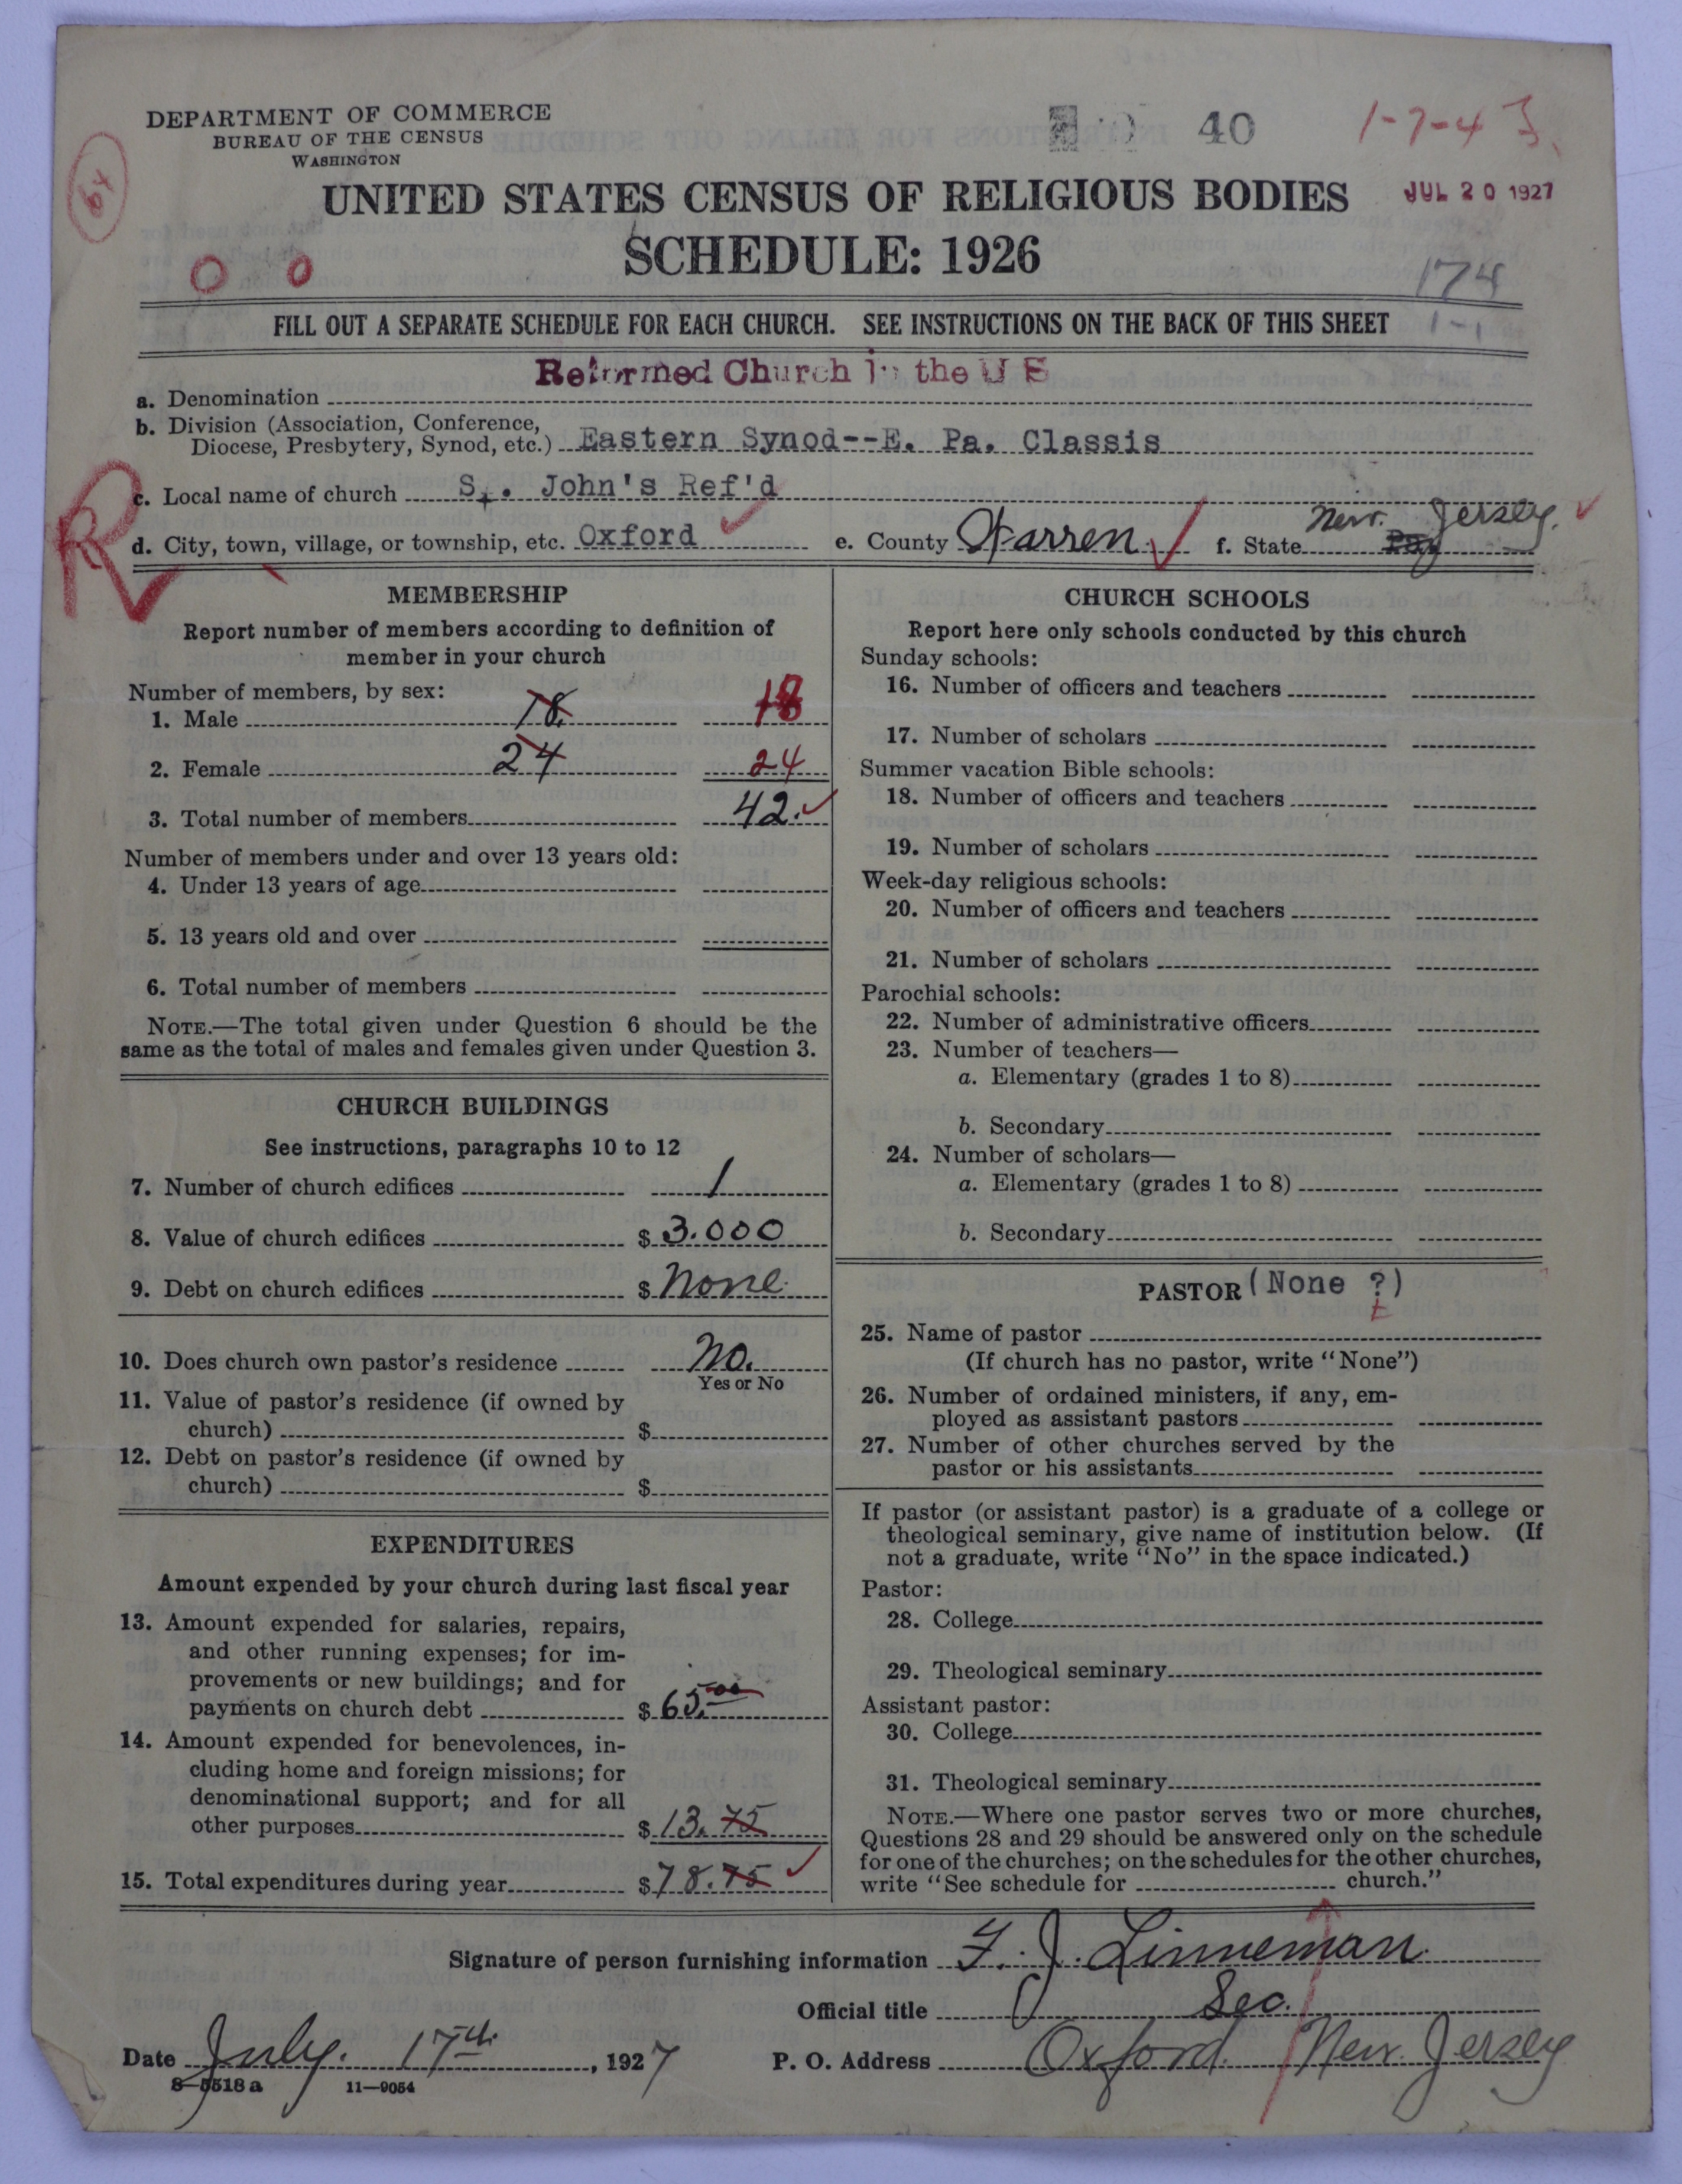 DEPARTMENT OF COMMERCE
BUREAU OF THE CENSUS
WASHINGTON
40
1-7-4
64
UNITED STATES CENSUS OF RELIGIOUS BODIES
JUL 20 1927
SCHEDULE: 1926
0 0
174
FILL OUT A SEPARATE SCHEDULE FOR EACH CHURCH. SEE INSTRUCTIONS ON THE BACK OF THIS SHEET
1-1
Reformed Church in the U S
a. Denomination
b. Division (Association, Conference,
Diocese, Presbytery, Synod, etc.) Eastern Synod--E. Pa. Classis
R
c. Local name of church St. John's Ref'd
d. City, town, village, or township, etc. Oxford e. County Warren f. State New Jersey.
MEMBERSHIP
Report number of members according to definition of
member in your church
Number of members, by sex:
1. Male 18. 18
2. Female 24 24
3. Total number of members 42.
Number of members under and over 13 years old:
4. Under 13 years of age
5. 13 years old and over
6. Total number of members
NOTE.—The total given under Question 6 should be the
same as the total of males and females given under Question 3.
CHURCH BUILDINGS
See instructions, paragraphs 10 to 12
7. Number of church edifices 1
8. Value of church edifices $ 3.000
9. Debt on church edifices $ None
10. Does church own pastor's residence No.
Yes or No
11. Value of pastor's residence (if owned by
church) $
12. Debt on pastor's residence (if owned by
church) $
EXPENDITURES
Amount expended by your church during last fiscal year
13. Amount expended for salaries, repairs,
and other running expenses; for im-
provements or new buildings; and for
payments on church debt $ 65.00
14. Amount expended for benevolences, in-
cluding home and foreign missions; for
denominational support; and for all
other purposes $ 13.75
15. Total expenditures during year $ 78.75
CHURCH SCHOOLS
Report here only schools conducted by this church
Sunday schools:
16. Number of officers and teachers
17. Number of scholars
Summer vacation Bible schools:
18. Number of officers and teachers
19. Number of scholars
Week-day religious schools:
20. Number of officers and teachers
21. Number of scholars
Parochial schools:
22. Number of administrative officers
23. Number of teachers—
a. Elementary (grades 1 to 8)
b. Secondary
24. Number of scholars—
a. Elementary (grades 1 to 8)
b. Secondary
PASTOR (None ?)
25. Name of pastor
(If church has no pastor, write "None")
26. Number of ordained ministers, if any, em-
ployed as assistant pastors
27. Number of other churches served by the
pastor or his assistants
If pastor (or assistant pastor) is a graduate of a college or
theological seminary, give name of institution below. (If
not a graduate, write "No" in the space indicated.)
Pastor:
28. College
29. Theological seminary
Assistant pastor:
30. College
31. Theological seminary
NOTE.—Where one pastor serves two or more churches,
Questions 28 and 29 should be answered only on the schedule
for one of the churches; on the schedules for the other churches,
write "See schedule for church."
Signature of person furnishing information F. J. Linneman.
Official title Sec.
Date July. 17th. , 1927 P. O. Address Oxford. New. Jersey
8-5518 a 11-9054